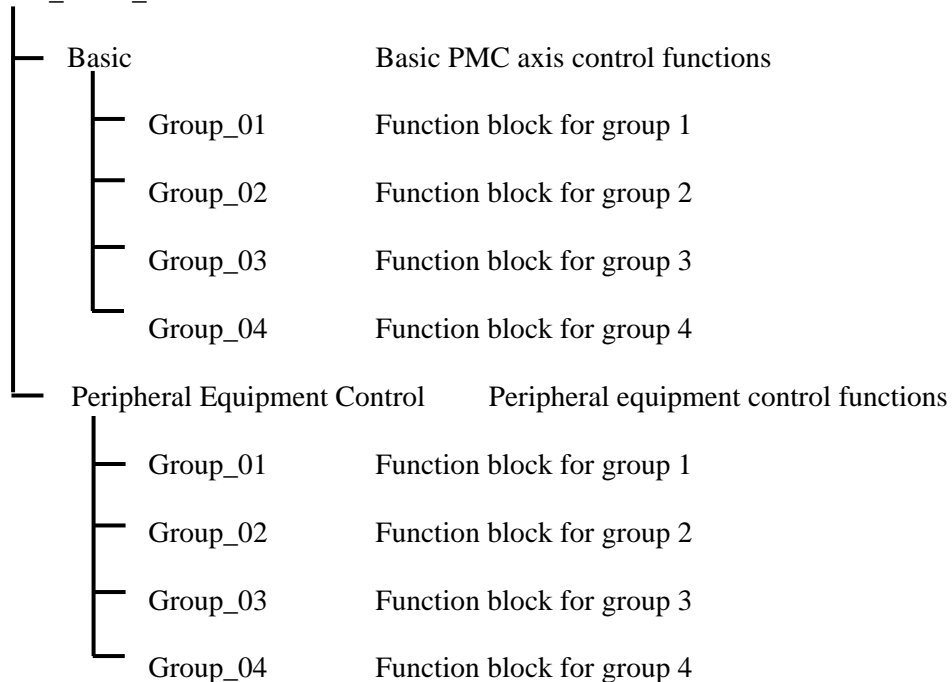 Basic Basic PMC axis control functions
Group_01 Function block for group 1
Group_02 Function block for group 2
Group_03 Function block for group 3
Group_04 Function block for group 4
Peripheral Equipment Control Peripheral equipment control functions
Group_01 Function block for group 1
Group_02 Function block for group 2
Group_03 Function block for group 3
Group_04 Function block for group 4